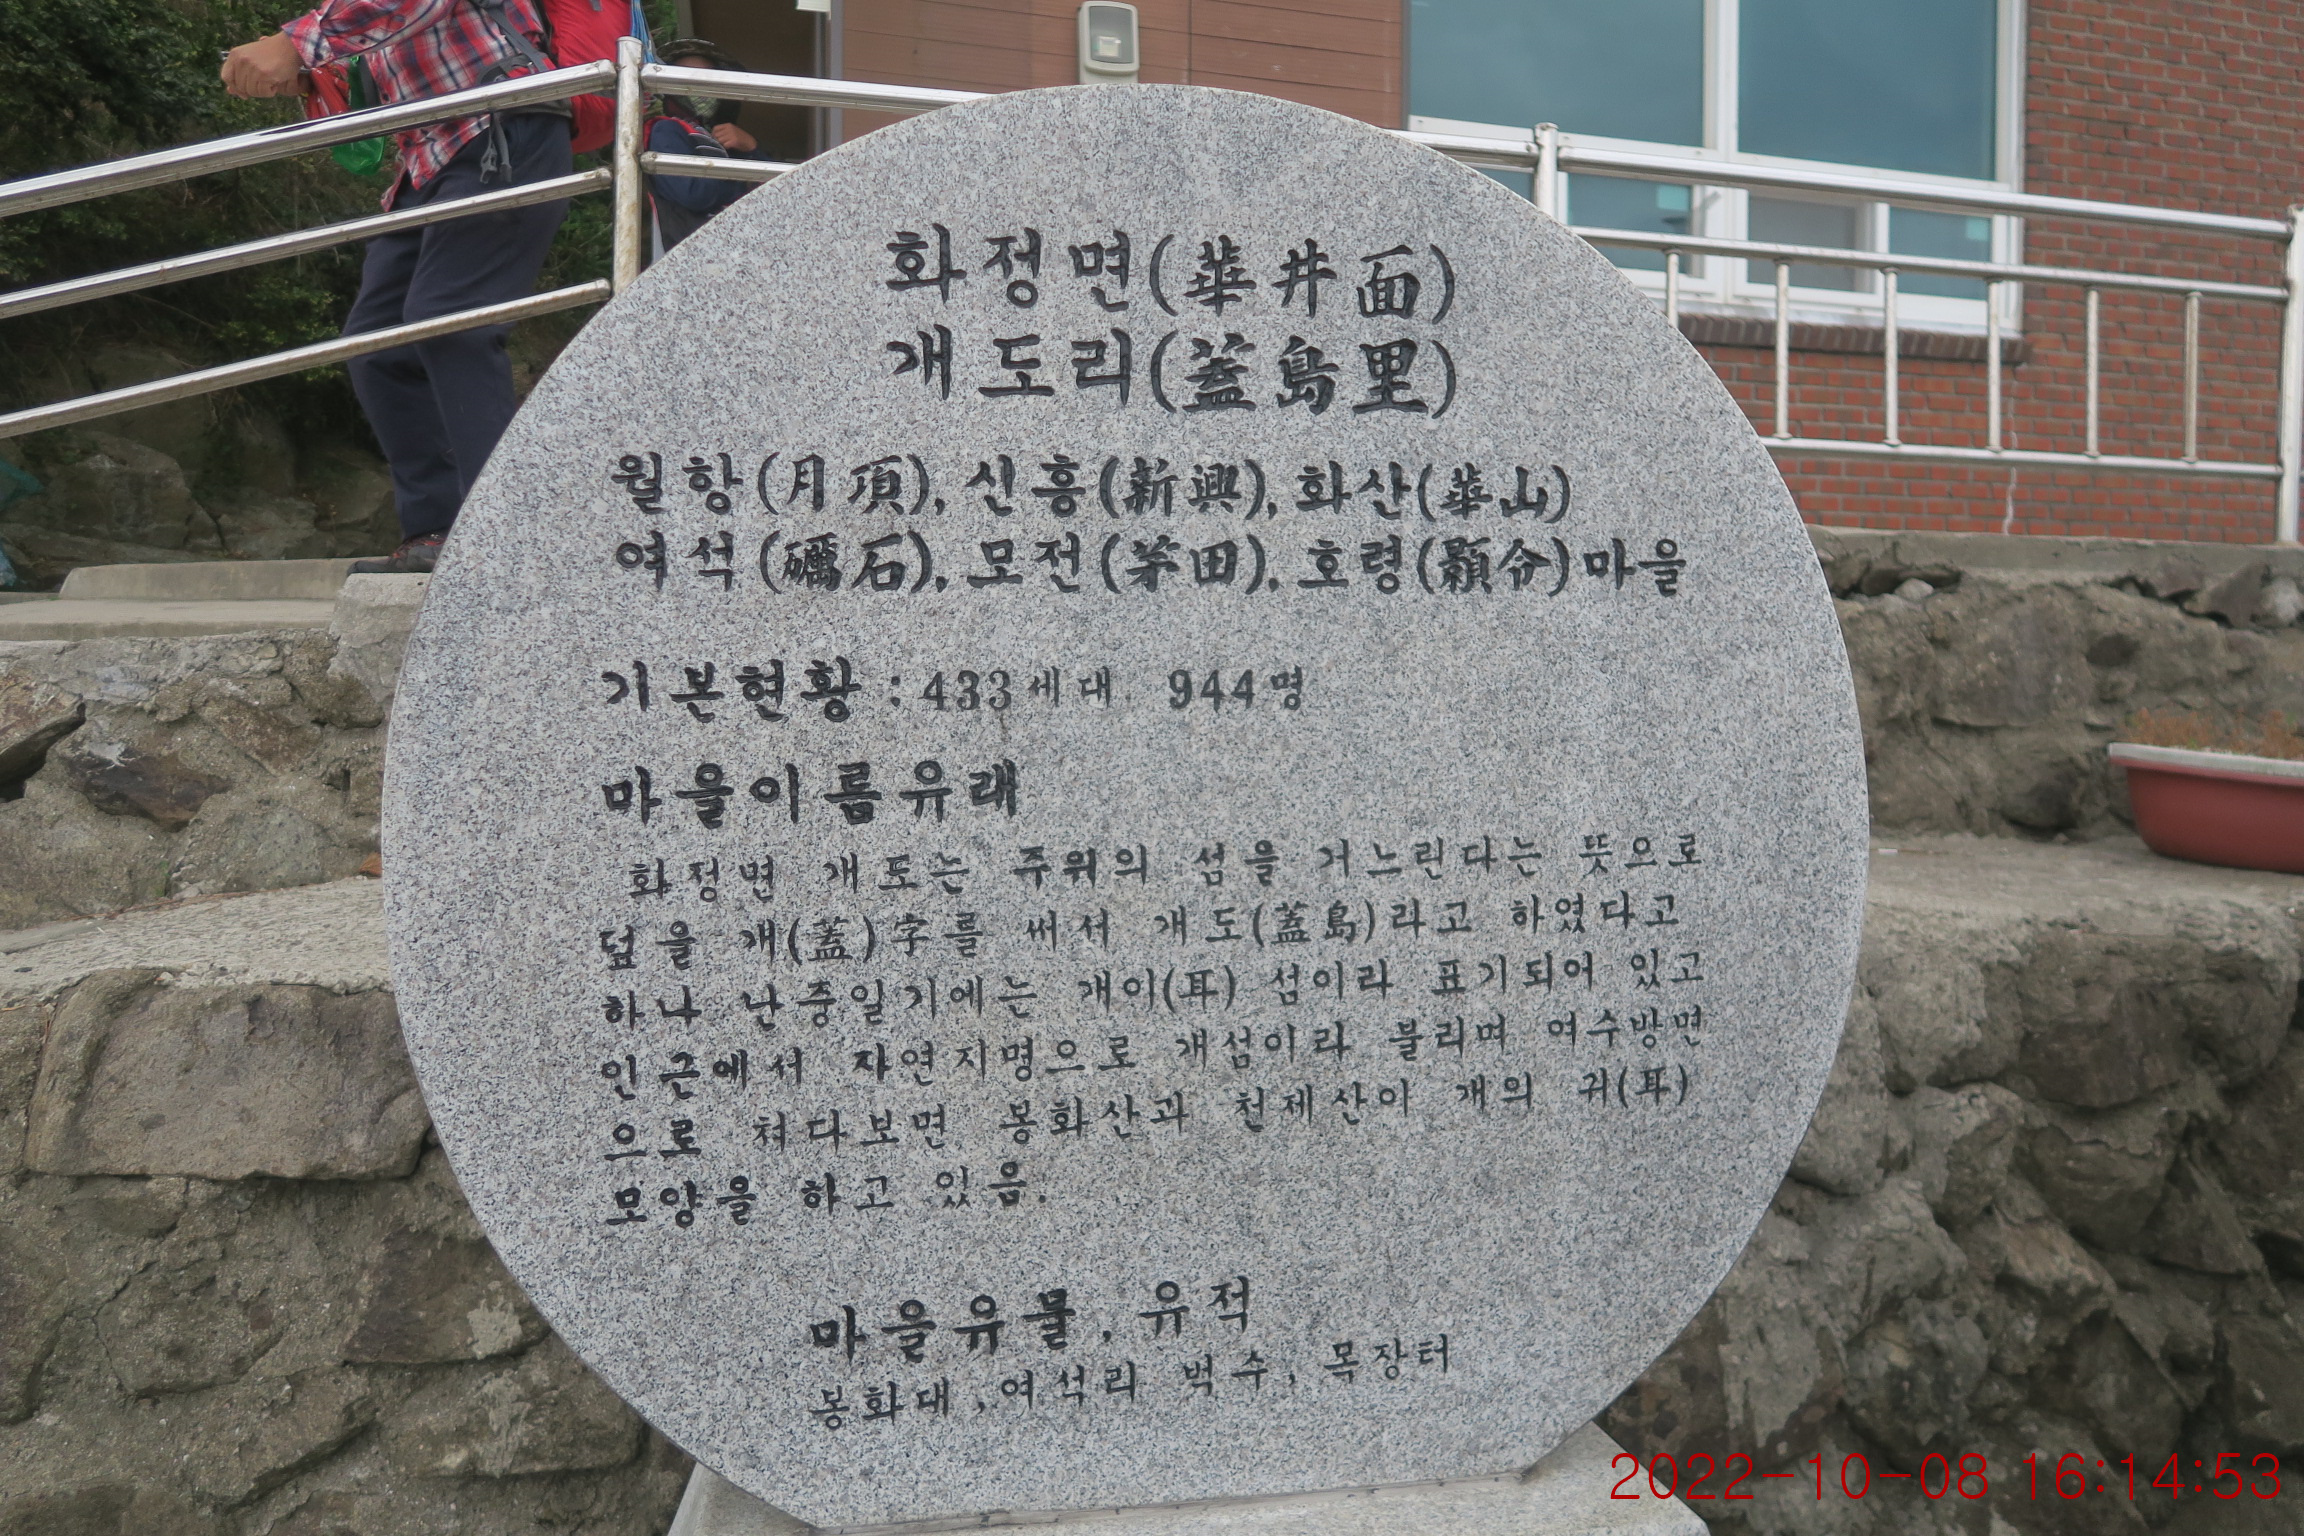 화정면(華井面)
개도리(蓋島里)
월항(月項), 신흥(新興), 화산(華山)
여석(礪石), 모전(茅田), 호령(顥令)마을
기본현황 : 433세대 944명
마을이름유래
화정면 개도는 주위의 섬을 거느린다는 뜻으로
덮을 개(蓋)字를 써서 개도(蓋島)라고 하였다고
하나 난중일기에는 개이(耳) 섬이라 표기되어 있고
인근에서 자연지명으로 개섬이라 불리며 여수방면
으로 쳐다보면 봉화산과 천제산이 개의 귀(耳)
모양을 하고 있음.
마을유물, 유적
봉화대, 여석리 벅수, 목장터
2022-10-08 16:14:53